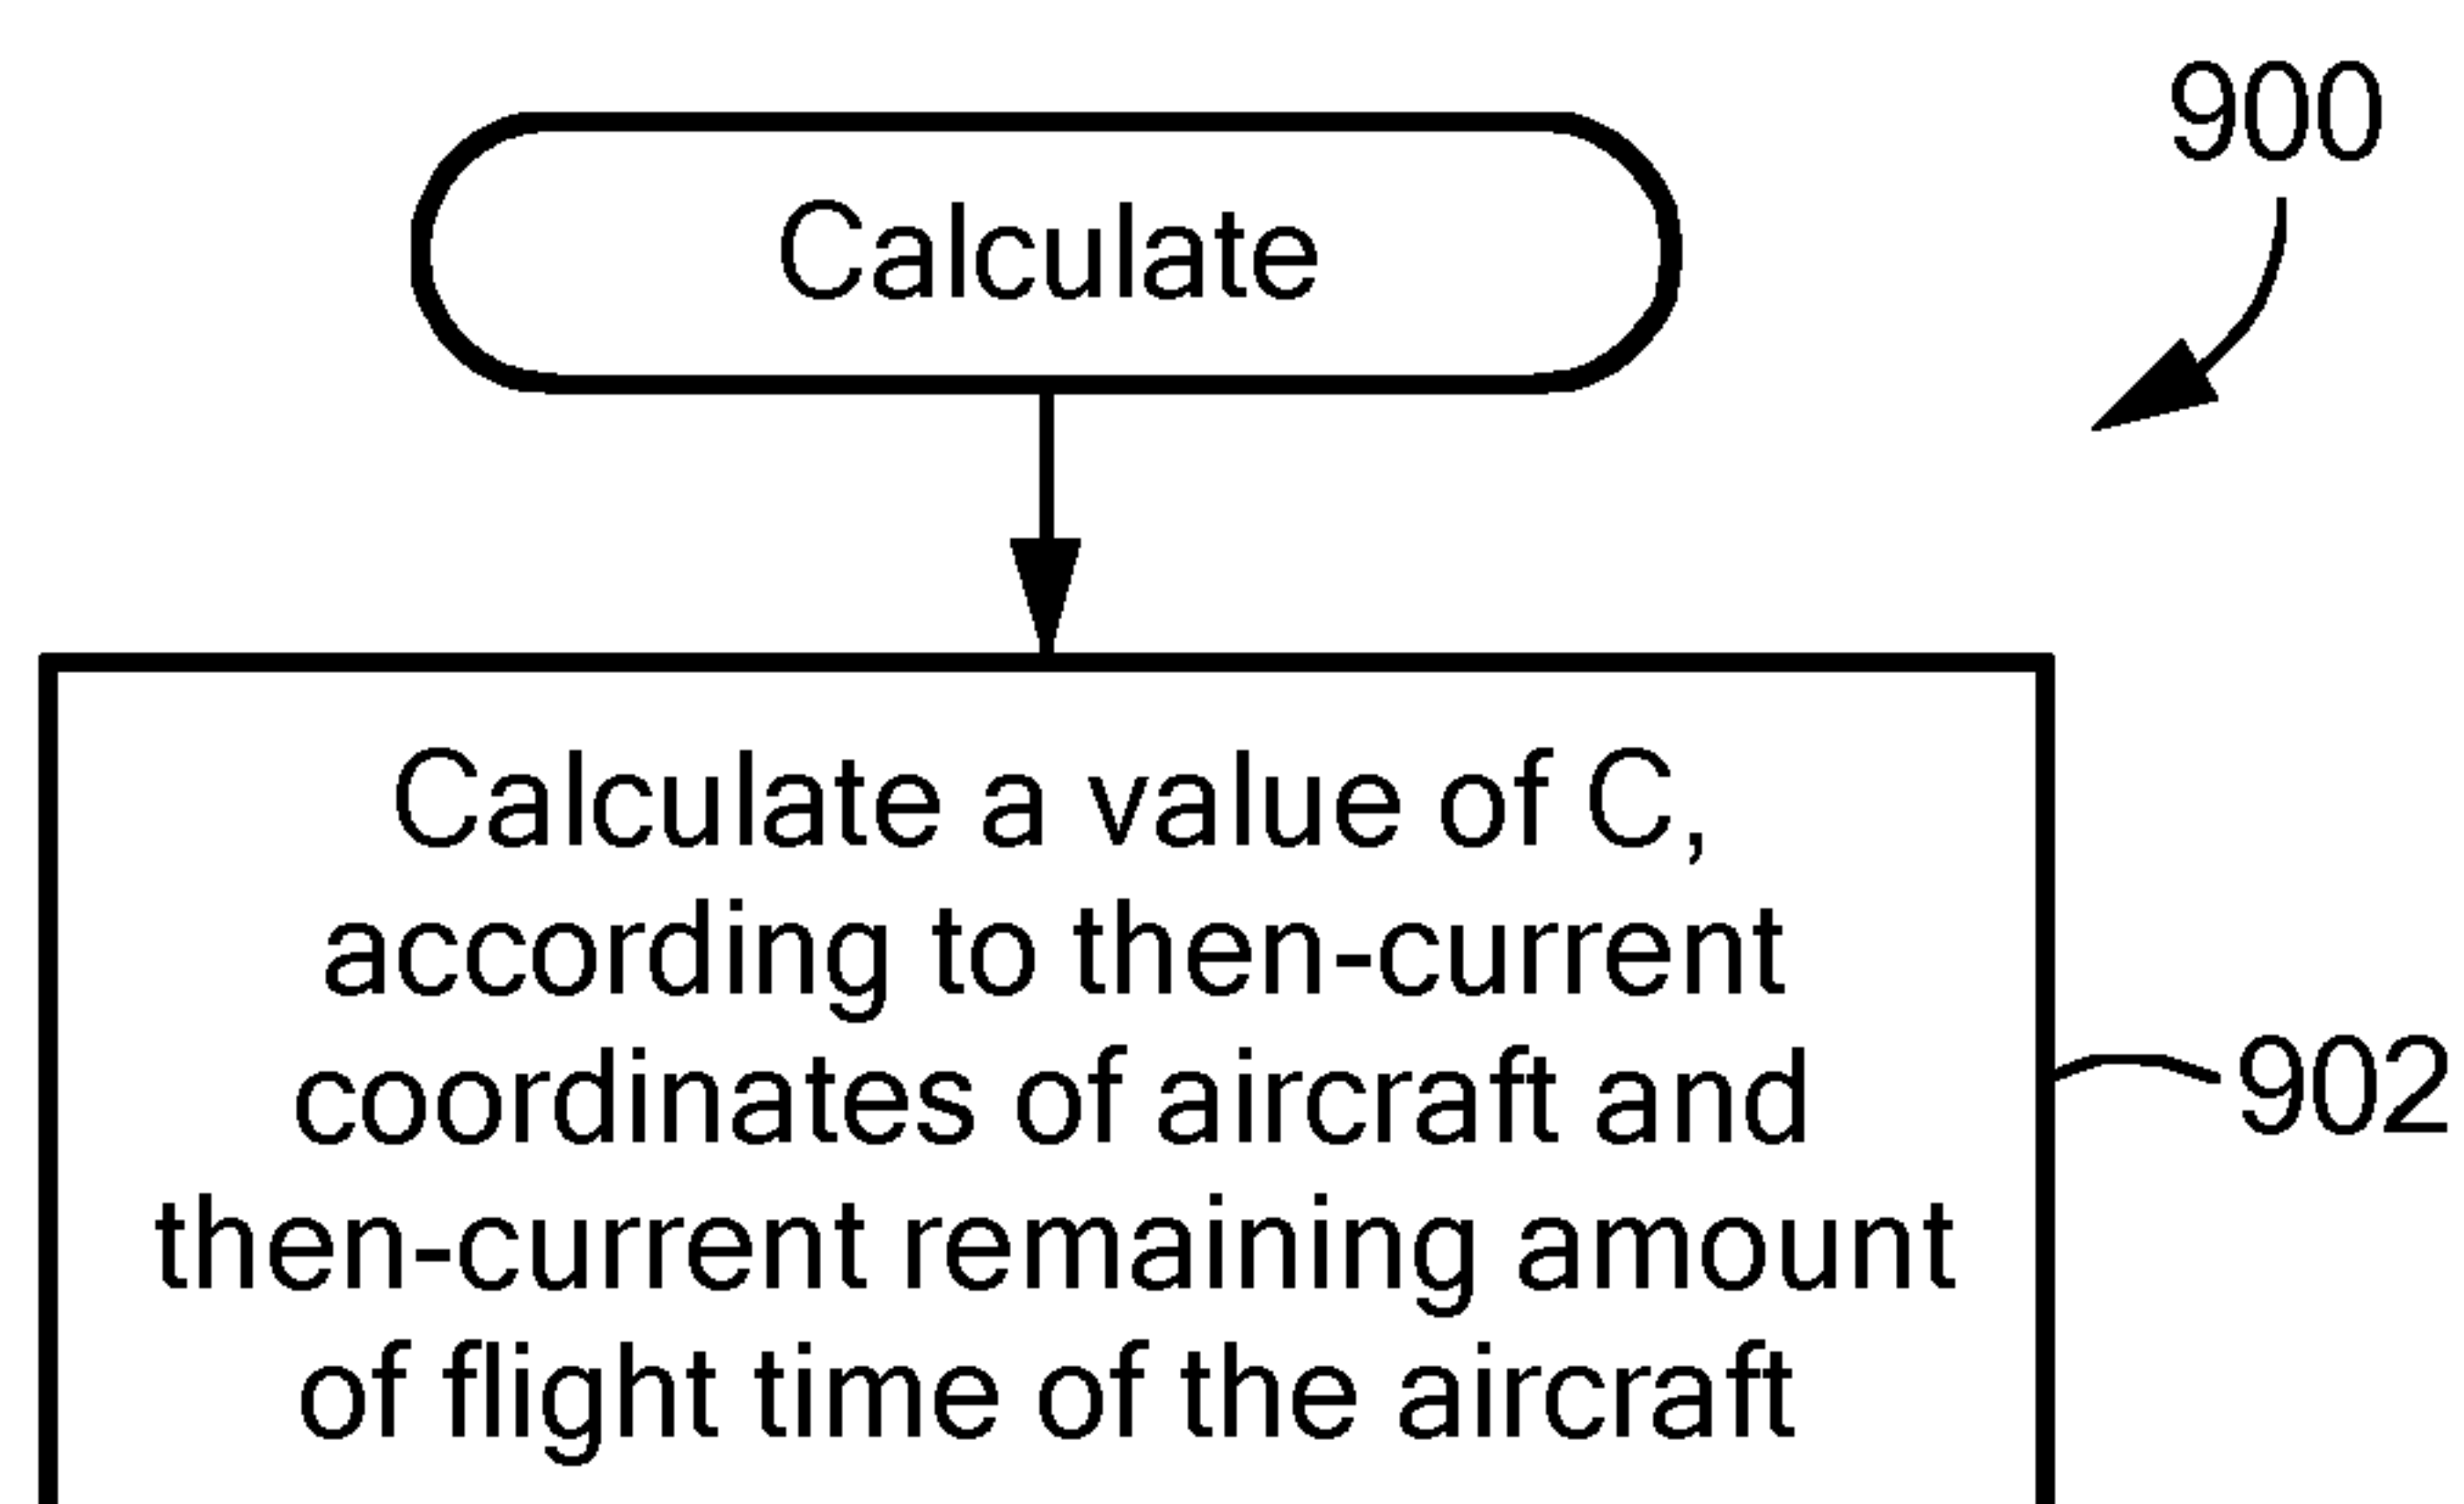 900
Calculate
Calculate a value of C,
according to then-current
coordinates of aircraft and
then-current remaining amount
of flight time of the aircraft
902